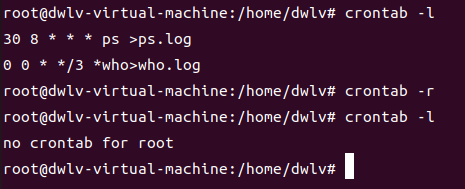 root@dwlv-virtual-machine:/home/dwlv# crontab -l
30 8 * * * ps >ps.log
0 0 * */3 *who>who.log
root@dwlv-virtual-machine:/home/dwlv# crontab -r
root@dwlv-virtual-machine:/home/dwlv# crontab -l
no crontab for root
root@dwlv-virtual-machine:/home/dwlv#